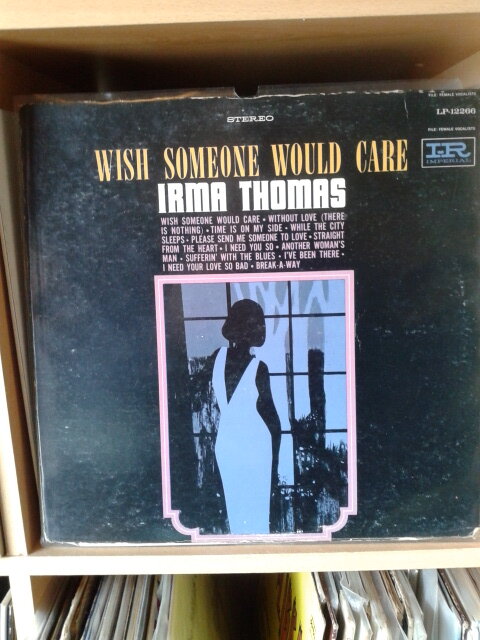 FILE: FEMALE VOCALISTS
LP-12266
STEREO
FILE: FEMALE VOCALISTS
WISH SOMEONE WOULD CARE
IR
IMPERIAL
IRMA THOMAS
WISH SOMEONE WOULD CARE • WITHOUT LOVE (THERE
IS NOTHING) • TIME IS ON MY SIDE • WHILE THE CITY
SLEEPS • PLEASE SEND ME SOMEONE TO LOVE • STRAIGHT
FROM THE HEART • I NEED YOU SO • ANOTHER WOMAN'S
MAN • SUFFERIN' WITH THE BLUES • I'VE BEEN THERE •
I NEED YOUR LOVE SO BAD • BREAK-A-WAY